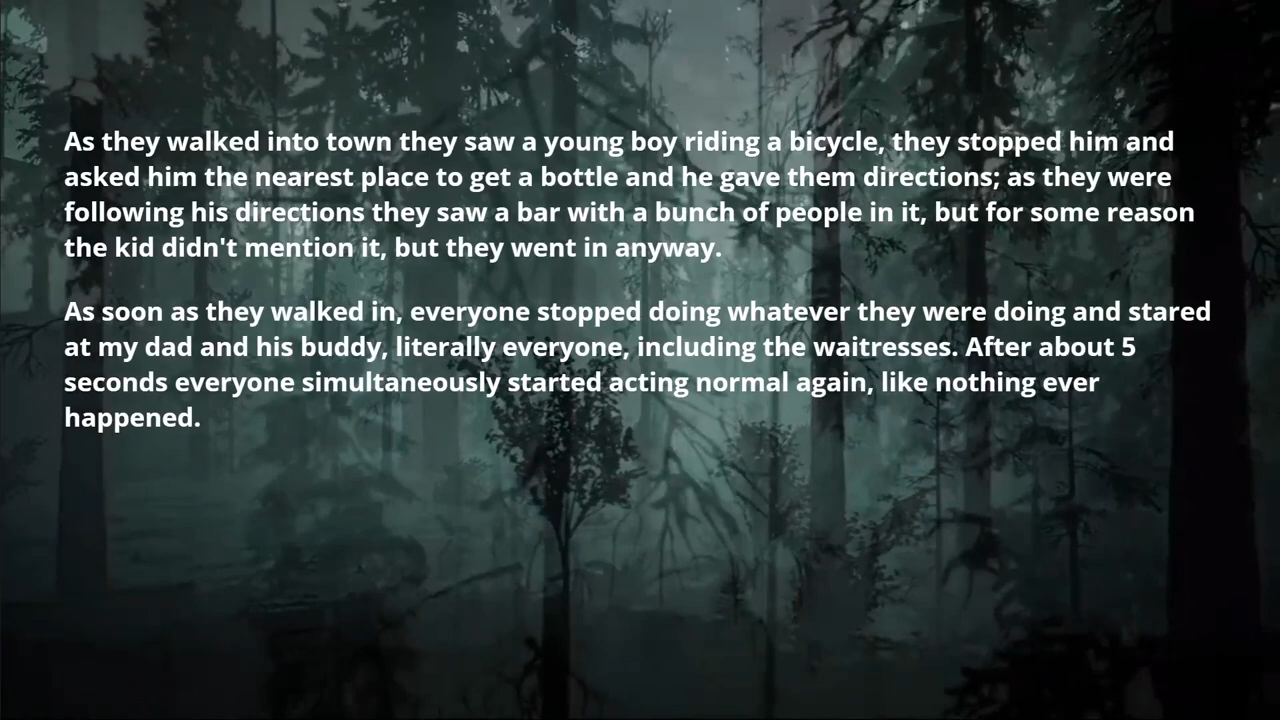 As they walked into town they saw a young boy riding a bicycle, they stopped him and
asked him the nearest place to get a bottle and he gave them directions; as they were
following his directions they saw a bar with a bunch of people in it, but for some reason
the kid didn't mention it, but they went in anyway.
As soon as they walked in, everyone stopped doing whatever they were doing and stared
at my dad and his buddy, literally everyone, including the waitresses. After about 5
seconds everyone simultaneously started acting normal again, like nothing ever
happened.